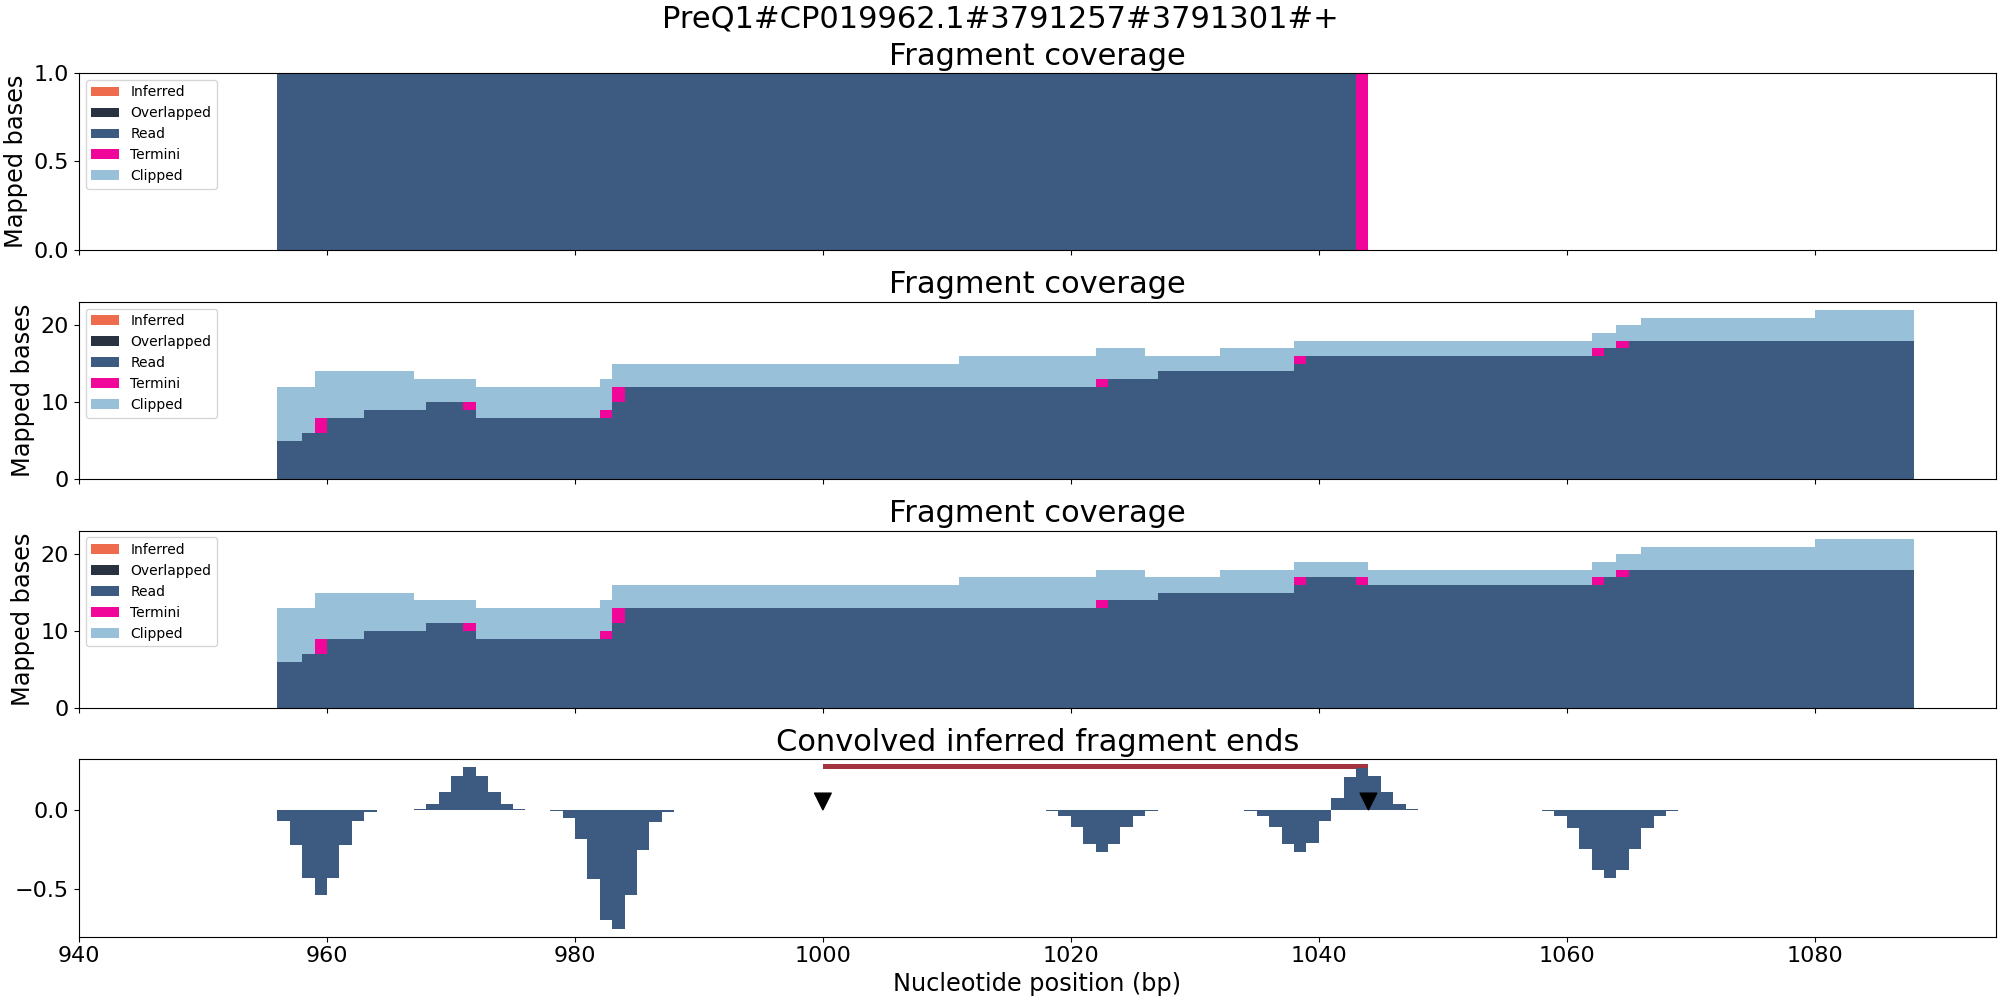 PreQ1#CP019962.1#3791257#3791301#+
Fragment coverage
Mapped bases
1.0
0.5
0.0
Inferred
Overlapped
Read
Termini
Clipped
Fragment coverage
Mapped bases
20
10
0
Inferred
Overlapped
Read
Termini
Clipped
Fragment coverage
Mapped bases
20
10
0
Inferred
Overlapped
Read
Termini
Clipped
Convolved inferred fragment ends
0.0
−0.5
940 960 980 1000 1020 1040 1060 1080
Nucleotide position (bp)